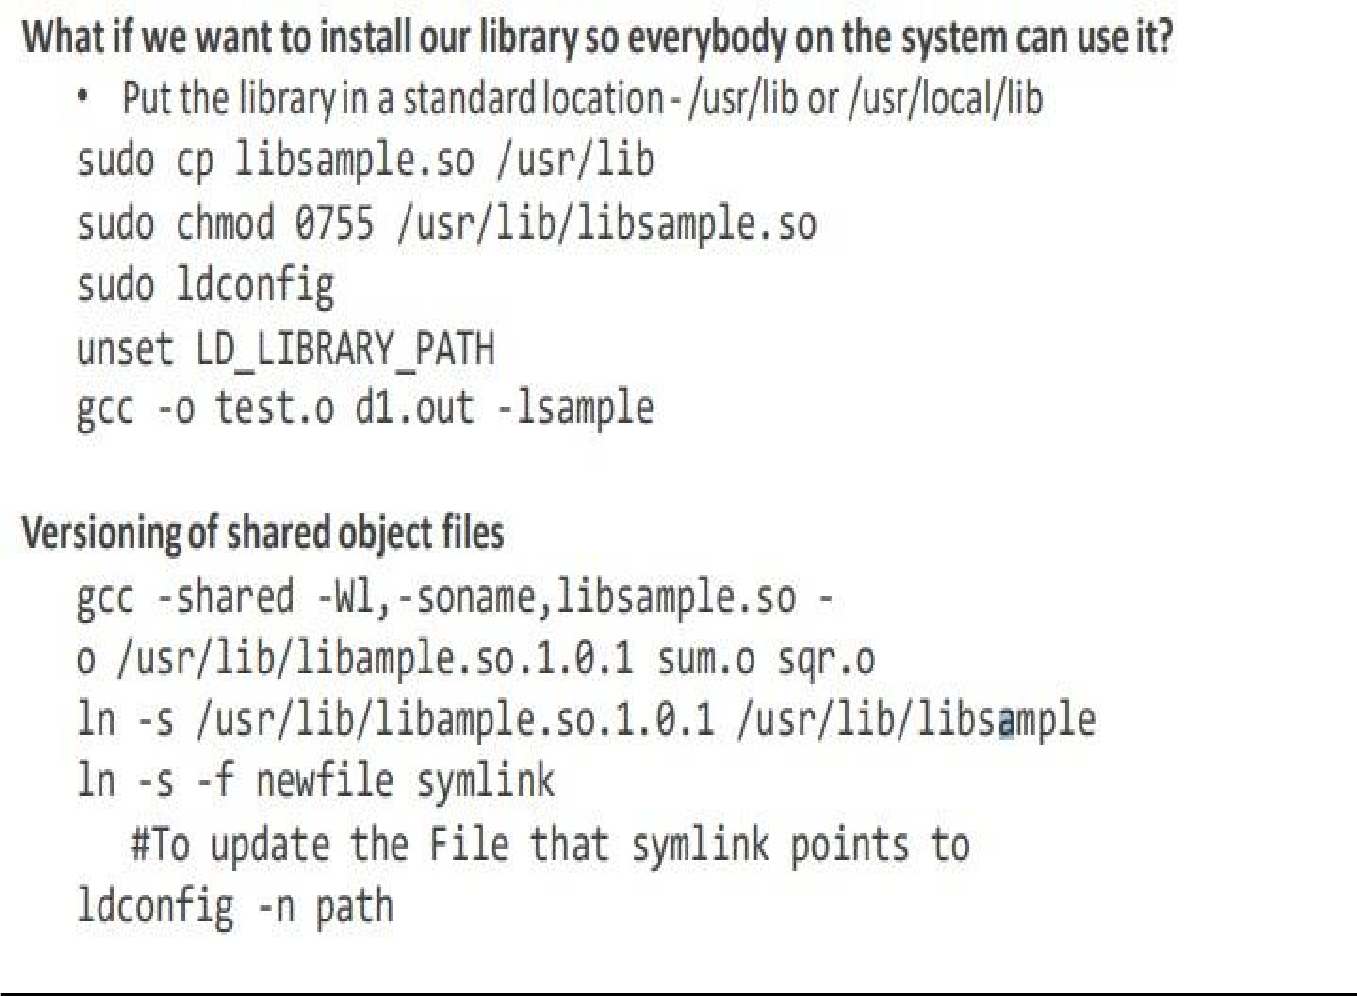 What if we want to install our library so everybody on the system can use it?
• Put the library in a standard location - /usr/lib or /usr/local/lib
sudo cp libsample.so /usr/lib
sudo chmod 0755 /usr/lib/libsample.so
sudo ldconfig
unset LD_LIBRARY_PATH
gcc -o test.o d1.out -lsample
Versioning of shared object files
gcc -shared -Wl,-soname,libsample.so -
o /usr/lib/libample.so.1.0.1 sum.o sqr.o
ln -s /usr/lib/libample.so.1.0.1 /usr/lib/libsample
ln -s -f newfile symlink
#To update the File that symlink points to
ldconfig -n path